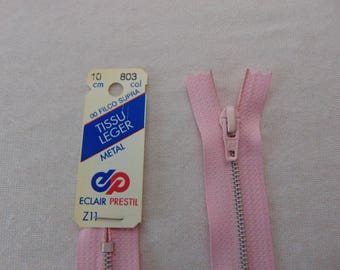 10 803
cm col
00 FILCO SUPRA
TISSU
LEGER
METAL
ECLAIR PRESTIL
Z11